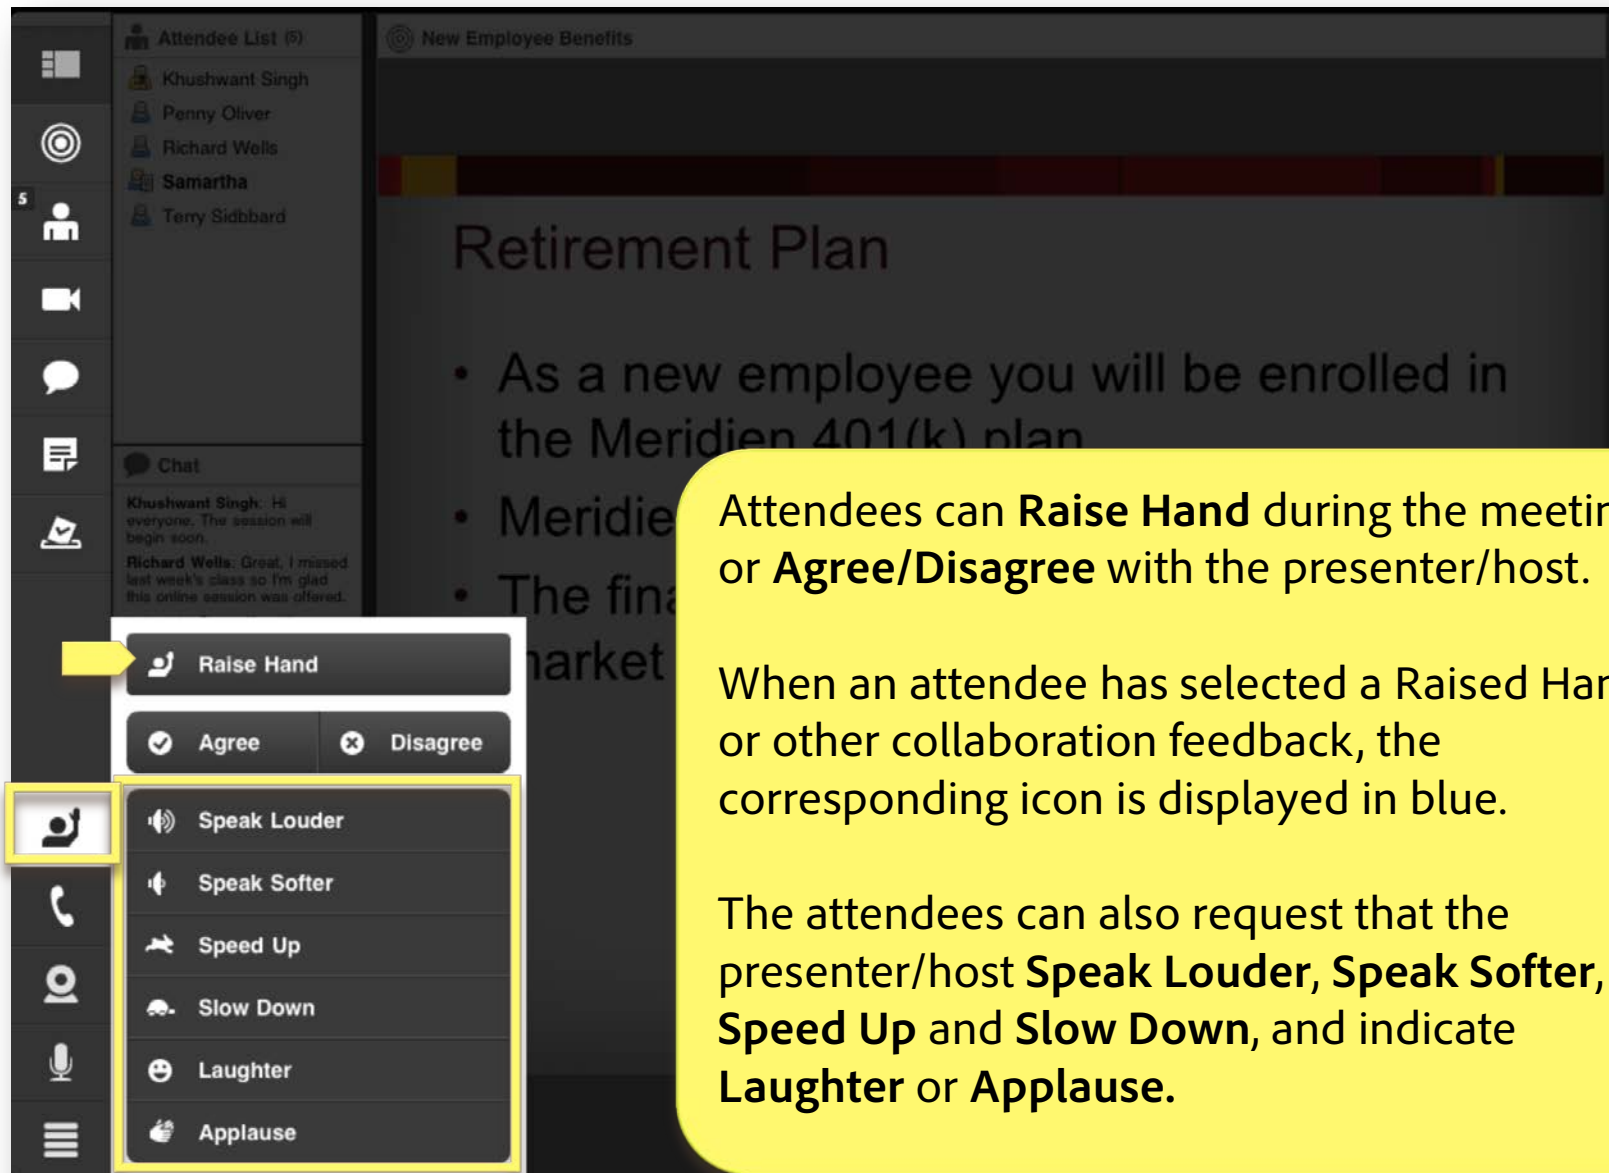 Attendee List (5)
Khushwant Singh
Penny Oliver
Richard Wells
Samartha
Terry Sidbbard
5
Chat
Khushwant Singh: Hi
everyone. The session will
begin soon.
Richard Wells: Great, I missed
last week's class so I'm glad
this online session was offered.
New Employee Benefits
Retirement Plan
• As a new employee you will be enrolled in
the Meridien 401(k) plan
• Meridie
• The fina
market
Raise Hand
Agree
Disagree
Speak Louder
Speak Softer
Speed Up
Slow Down
Laughter
Applause
Attendees can Raise Hand during the meetin
or Agree/Disagree with the presenter/host.
When an attendee has selected a Raised Han
or other collaboration feedback, the
corresponding icon is displayed in blue.
The attendees can also request that the
presenter/host Speak Louder, Speak Softer,
Speed Up and Slow Down, and indicate
Laughter or Applause.